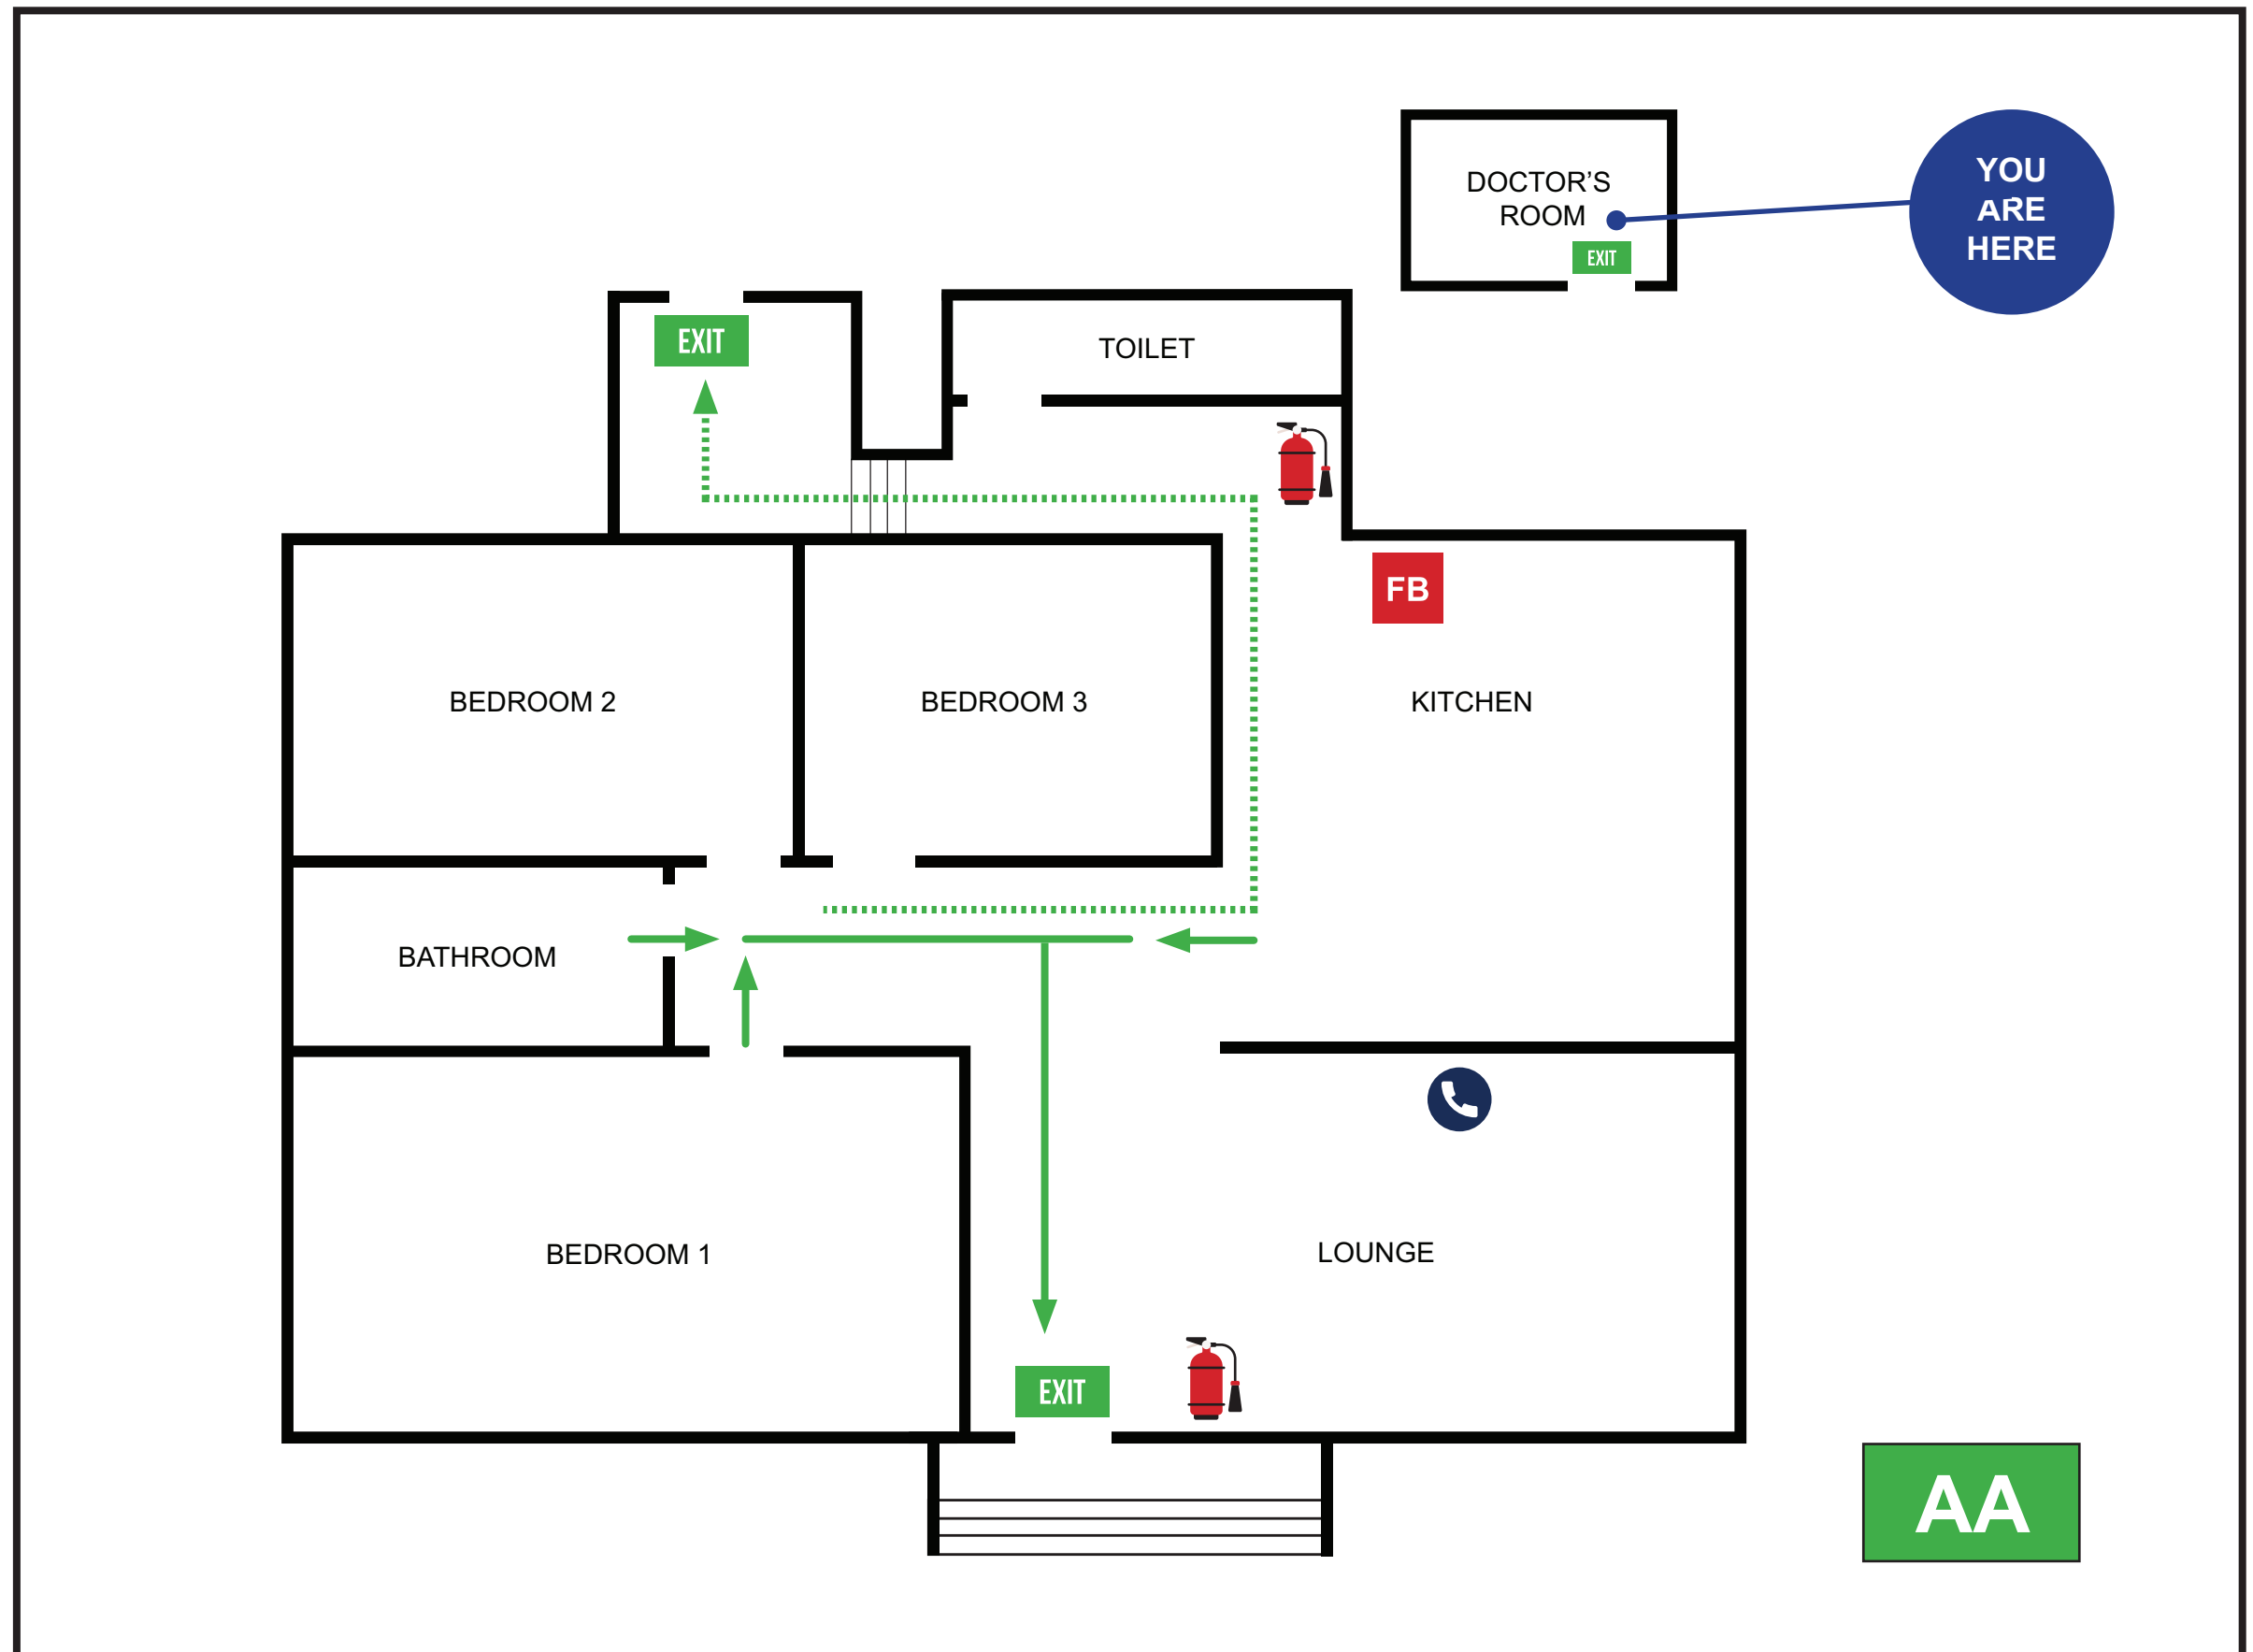 DOCTOR’S
ROOM
YOU
ARE
HERE
EXIT
EXIT
TOILET
FB
BEDROOM 2
BEDROOM 3
KITCHEN
BATHROOM
BEDROOM 1
LOUNGE
EXIT
AA